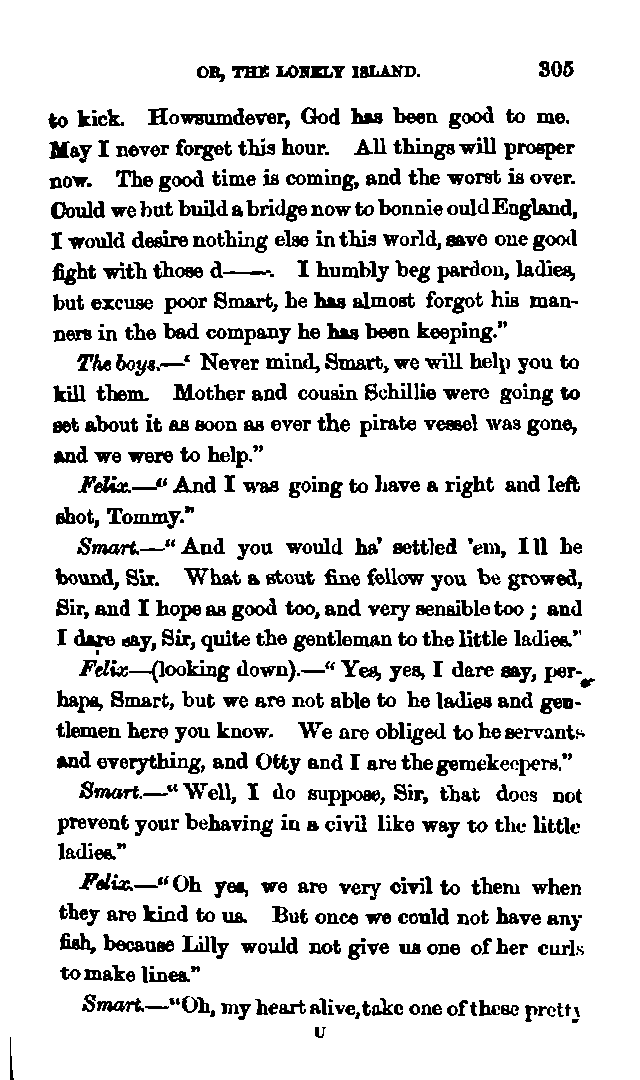 OR, THE LONELY ISLAND. 305
to kick. Howsumdever, God has been good to me.
May I never forget this hour. All things will prosper
now. The good time is coming, and the worst is over.
Could we but build a bridge now to bonnie ould England,
I would desire nothing else in this world, save one good
fight with those d——. I humbly beg pardon, ladies,
but excuse poor Smart, he has almost forgot his man-
ners in the bad company he has been keeping."
The boys.—‘ Never mind, Smart, we will help you to
kill them. Mother and cousin Schillie were going to
set about it as soon as ever the pirate vessel was gone,
and we were to help."
Felix.—“ And I was going to have a right and left
shot, Tommy."
Smart.—“ And you would ha' settled 'em, I'll be
bound, Sir. What a stout fine fellow you be growed,
Sir, and I hope as good too, and very sensible too ; and
I dare say, Sir, quite the gentleman to the little ladies."
Felix—(looking down).—“ Yes, yes, I dare say, per-
haps, Smart, but we are not able to be ladies and gen-
tlemen here you know. We are obliged to be servants
and everything, and Otty and I are the gemekeepers."
Smart.—“ Well, I do suppose, Sir, that does not
prevent your behaving in a civil like way to the little
ladies."
Felix.—“ Oh yes, we are very civil to them when
they are kind to us. But once we could not have any
fish, because Lilly would not give us one of her curls
to make lines."
Smart.—“Oh, my heart alive, take one of these pretty
U